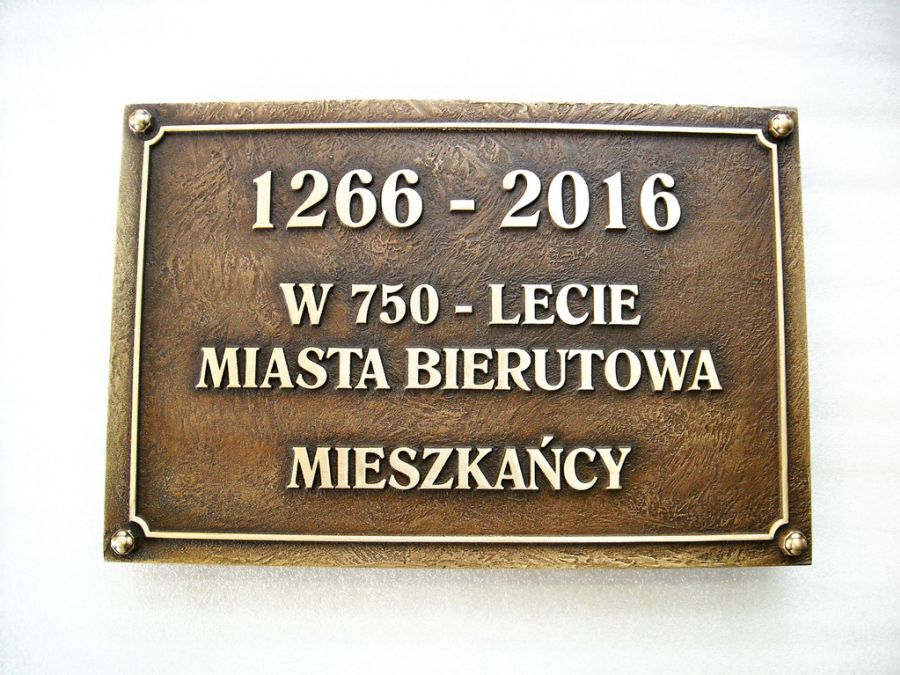 1266 - 2016
W 750 - LECIE
MIASTA BIERUTOWA
MIESZKAŃCY